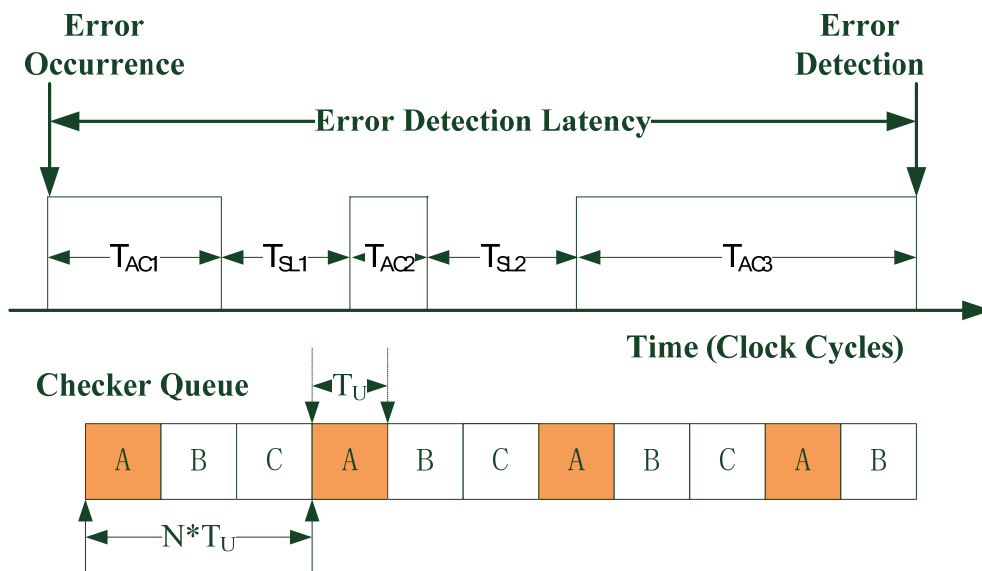 Error
Occurrence
Error
Detection
Error Detection Latency
TAC1 TSL1 TAC2 TSL2 TAC3
Time (Clock Cycles)
Checker Queue
TU
A B C A B C A B C A B
N*TU